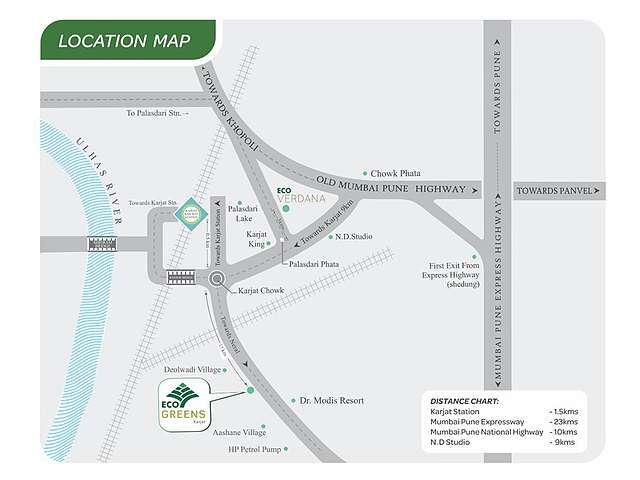 LOCATION MAP
TOWARDS PUNE
TOWARDS KHOPOLI
To Palasdari Stn.
ULHAS RIVER
Chowk Phata
OLD MUMBAI PUNE HIGHWAY
TOWARDS PANVEL
ECO
VERDANA
Towards Karjat Stn.
Palasdari
Lake
Towards Karjat Station
Towards Karjat 9km
Karjat
King
N.D.Studio
Palasdari Phata
First Exit From
Express Highway
(shedung)
Karjat Chowk
MUMBAI PUNE EXPRESS HIGHWAY
Towards Neral
Deolwadi Village
ECO
GREENS
Karjat
Dr. Modis Resort
Aashane Village
HP Petrol Pump
DISTANCE CHART:
Karjat Station - 1.5kms
Mumbai Pune Expressway - 23kms
Mumbai Pune National Highway - 10kms
N.D Studio - 9kms